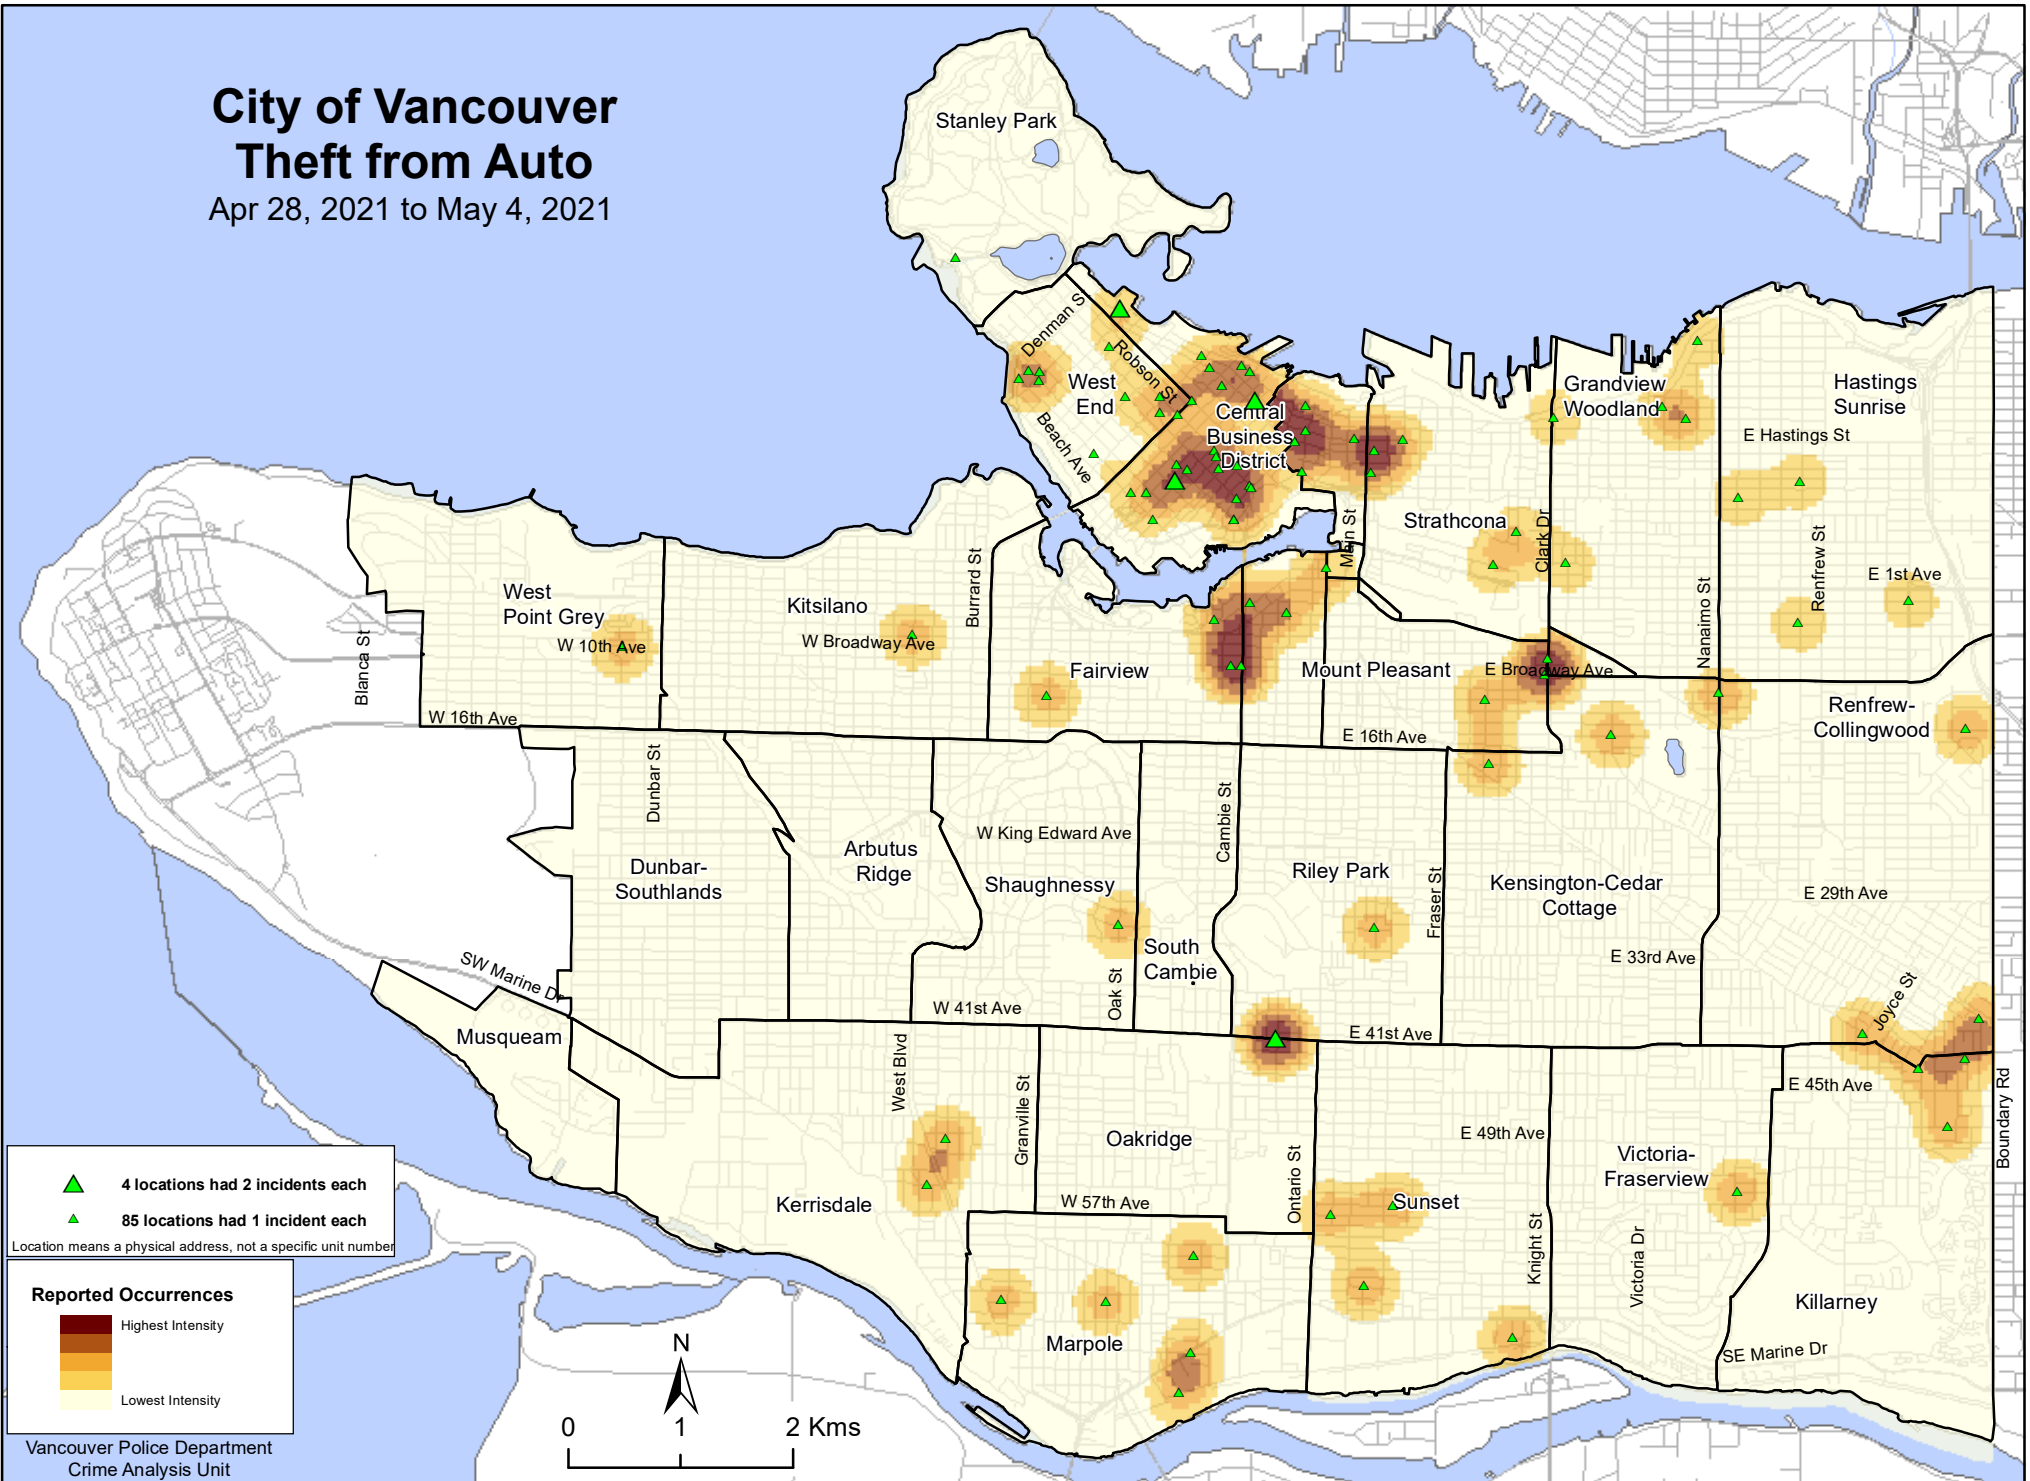 City of Vancouver
Theft from Auto
Apr 28, 2021 to May 4, 2021
Stanley Park
Denman S
Robson St
West
End
Beach Ave
Central
Business
District
Grandview
Woodland
Hastings
Sunrise
E Hastings St
Strathcona
Main St
Clark Dr
Renfrew St
E 1st Ave
Nanaimo St
West
Point Grey
W 10th Ave
Blanca St
Kitsilano
W Broadway Ave
Burrard St
Fairview
Mount Pleasant
E Broadway Ave
Renfrew-
Collingwood
W 16th Ave
E 16th Ave
Dunbar St
Cambie St
W King Edward Ave
Arbutus
Ridge
Dunbar-
Southlands
Shaughnessy
Riley Park
Fraser St
Kensington-Cedar
Cottage
E 29th Ave
South
Cambie
E 33rd Ave
SW Marine Dr
Oak St
W 41st Ave
E 41st Ave
Joyce St
Musqueam
West Blvd
Granville St
E 45th Ave
Boundary Rd
Oakridge
E 49th Ave
Victoria-
Fraserview
Ontario St
Kerrisdale
W 57th Ave
Sunset
Knight St
Victoria Dr
Killarney
Marpole
SE Marine Dr
4 locations had 2 incidents each
85 locations had 1 incident each
Location means a physical address, not a specific unit number
Reported Occurrences
Highest Intensity
Lowest Intensity
N
0 1 2 Kms
Vancouver Police Department
Crime Analysis Unit